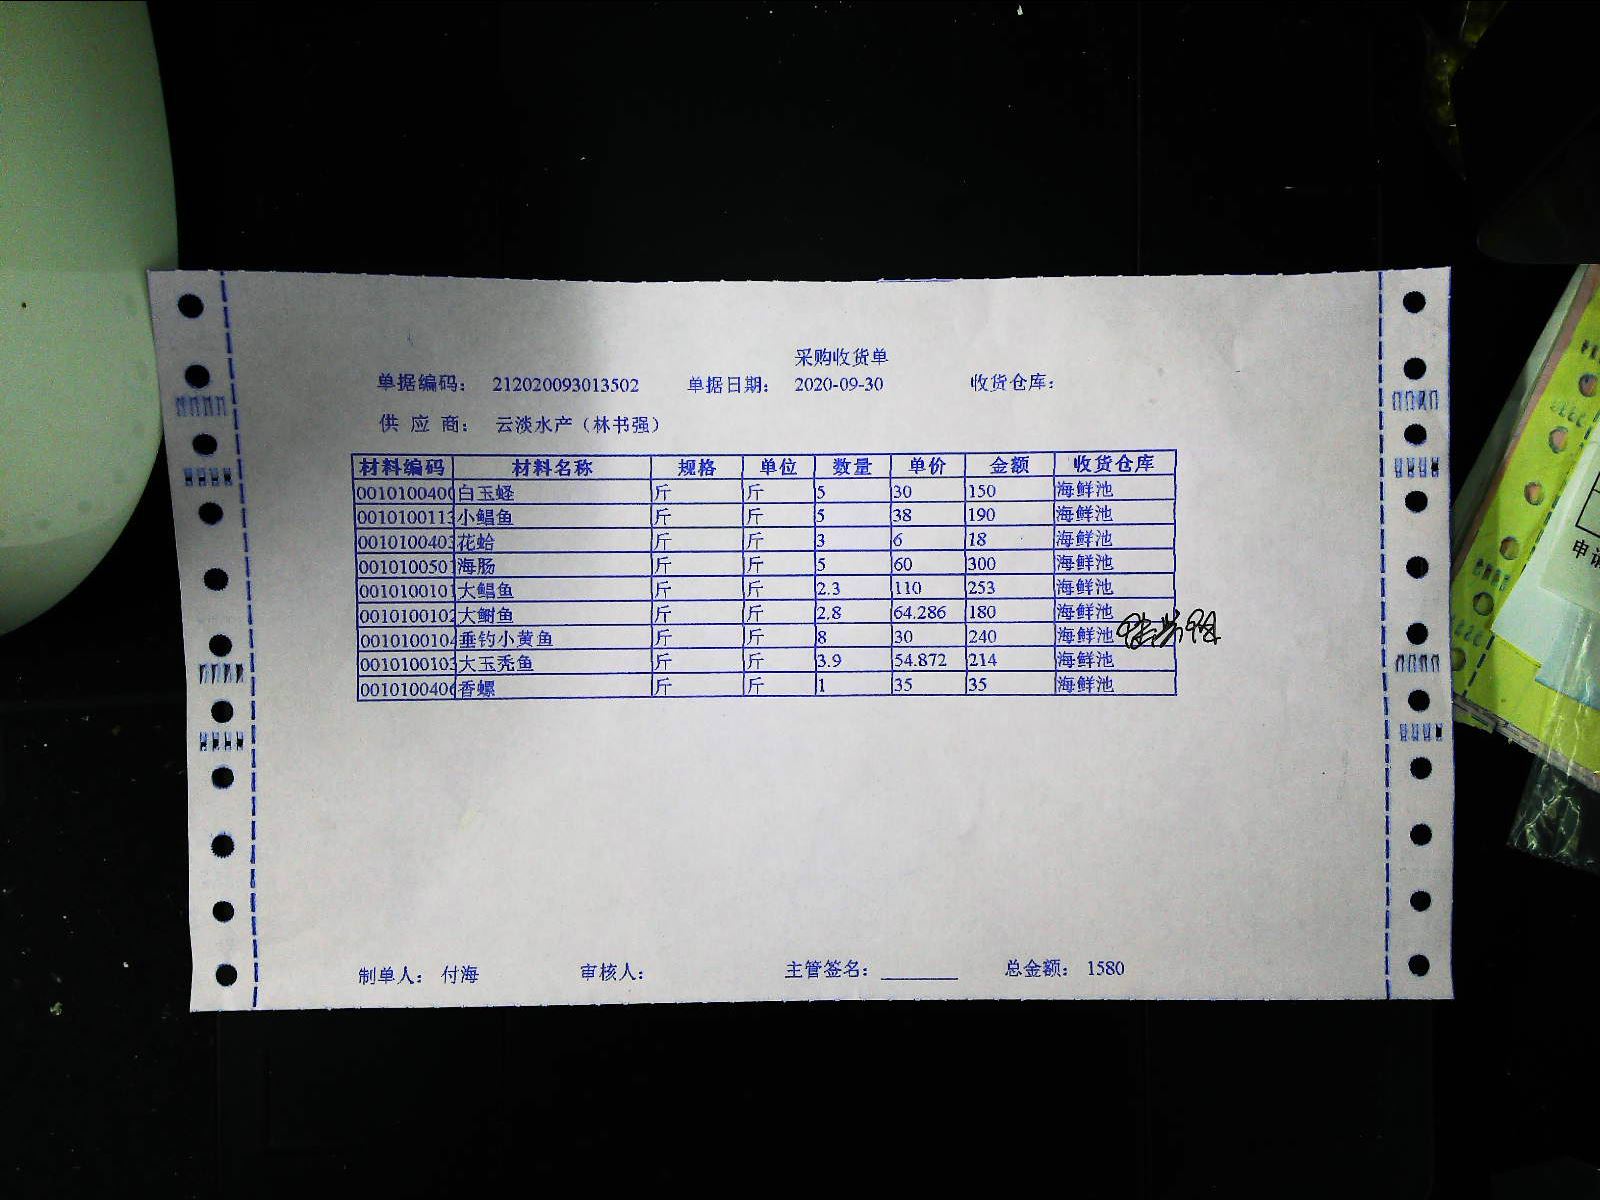 采购收货单
单据编码： 212020093013502 单据日期： 2020-09-30 收货仓库：
供 应 商： 云淡水产（林书强）
材料编码 材料名称 规格 单位 数量 单价 金额 收货仓库
0010100400 白玉蛏 斤 斤 5 30 150 海鲜池
0010100113 小鲳鱼 斤 斤 5 38 190 海鲜池
0010100403 花蛤 斤 斤 3 6 18 海鲜池
0010100501 海肠 斤 斤 5 60 300 海鲜池
0010100101 大鲳鱼 斤 斤 2.3 110 253 海鲜池
0010100102 大鲥鱼 斤 斤 2.8 64.286 180 海鲜池
0010100104 垂钓小黄鱼 斤 斤 8 30 240 海鲜池
0010100103 大玉秃鱼 斤 斤 3.9 54.872 214 海鲜池
0010100406 香螺 斤 斤 1 35 35 海鲜池
制单人： 付海 审核人： 主管签名： 总金额： 1580